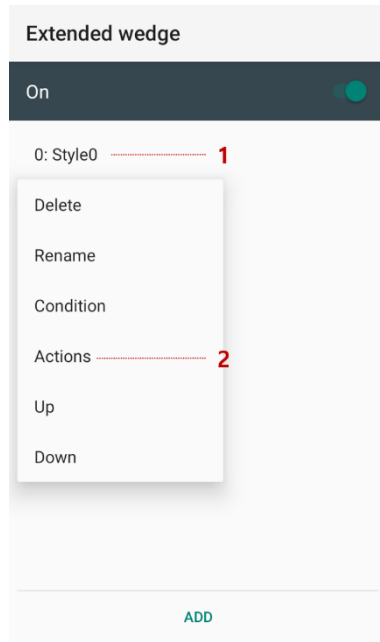 Extended wedge
On
0: Style0 1
Delete
Rename
Condition
Actions 2
Up
Down
ADD